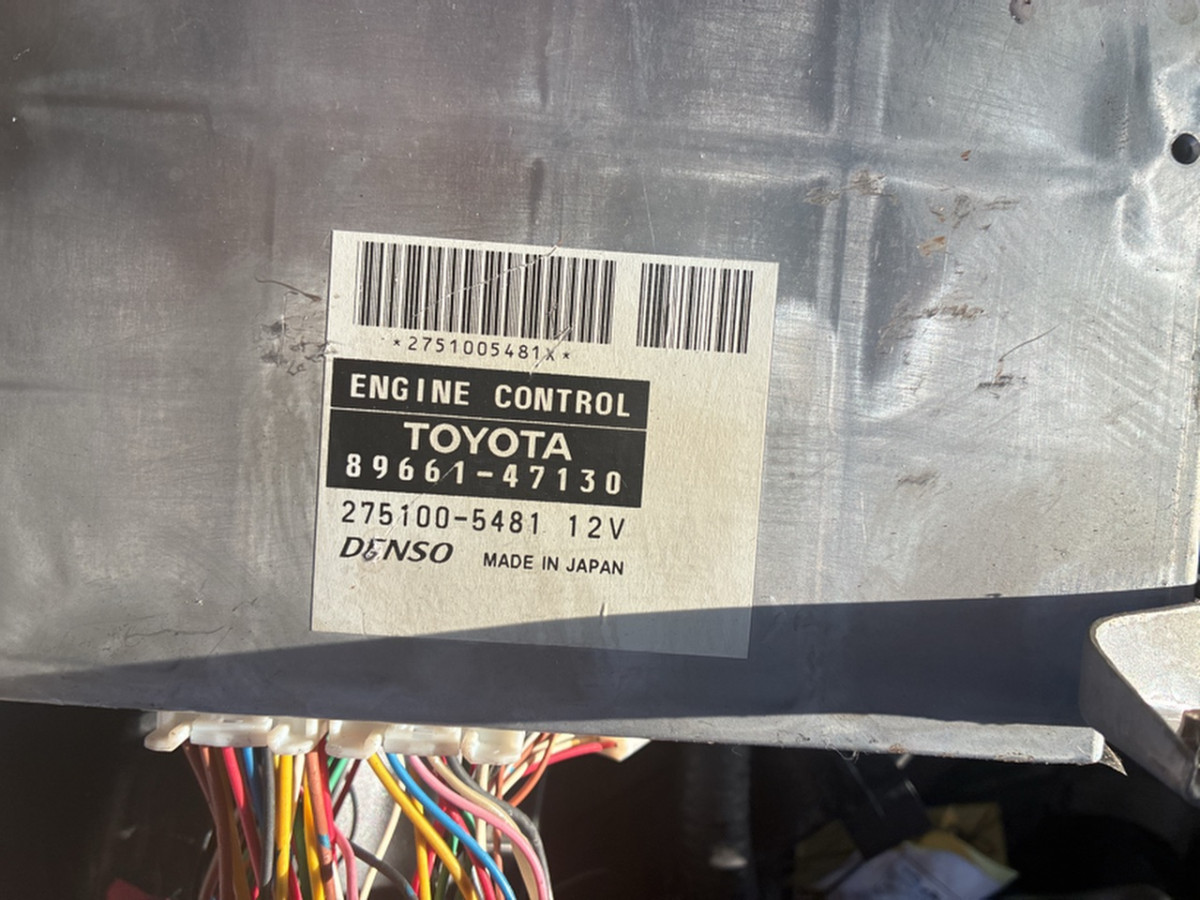 *2751005481X*
ENGINE CONTROL
TOYOTA
89661-47130
275100-5481 12V
DENSO MADE IN JAPAN